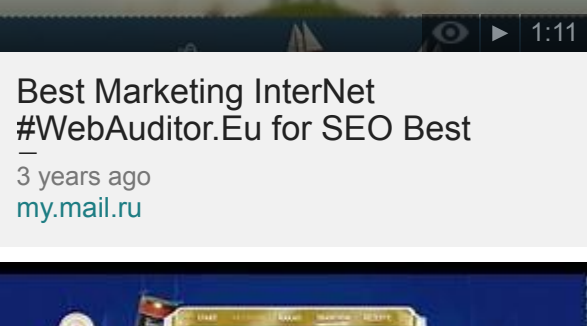 1:11
Best Marketing InterNet
#WebAuditor.Eu for SEO Best
3 years ago
my.mail.ru